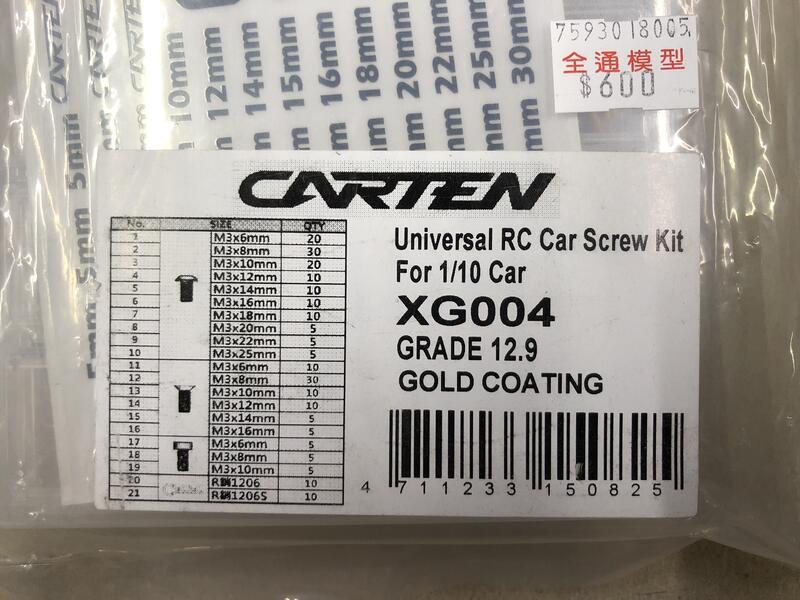 7593018005
全通模型
$600
CARTEN
5mm
5mm
10mm
12mm
14mm
15mm
16mm
18mm
20mm
22mm
25mm
30mm
CARTEN
No. SIZE QTY
1 M3x6mm 20
2 M3x8mm 30
3 M3x10mm 20
4 M3x12mm 10
5 M3x14mm 10
6 M3x16mm 10
7 M3x18mm 10
8 M3x20mm 5
9 M3x22mm 5
10 M3x25mm 5
11 M3x6mm 10
12 M3x8mm 30
13 M3x10mm 10
14 M3x12mm 10
15 M3x14mm 5
16 M3x16mm 5
17 M3x6mm 5
18 M3x8mm 5
19 M3x10mm 5
20 1206 10
21 1206S 10
Universal RC Car Screw Kit
For 1/10 Car
XG004
GRADE 12.9
GOLD COATING
4 711233 150825